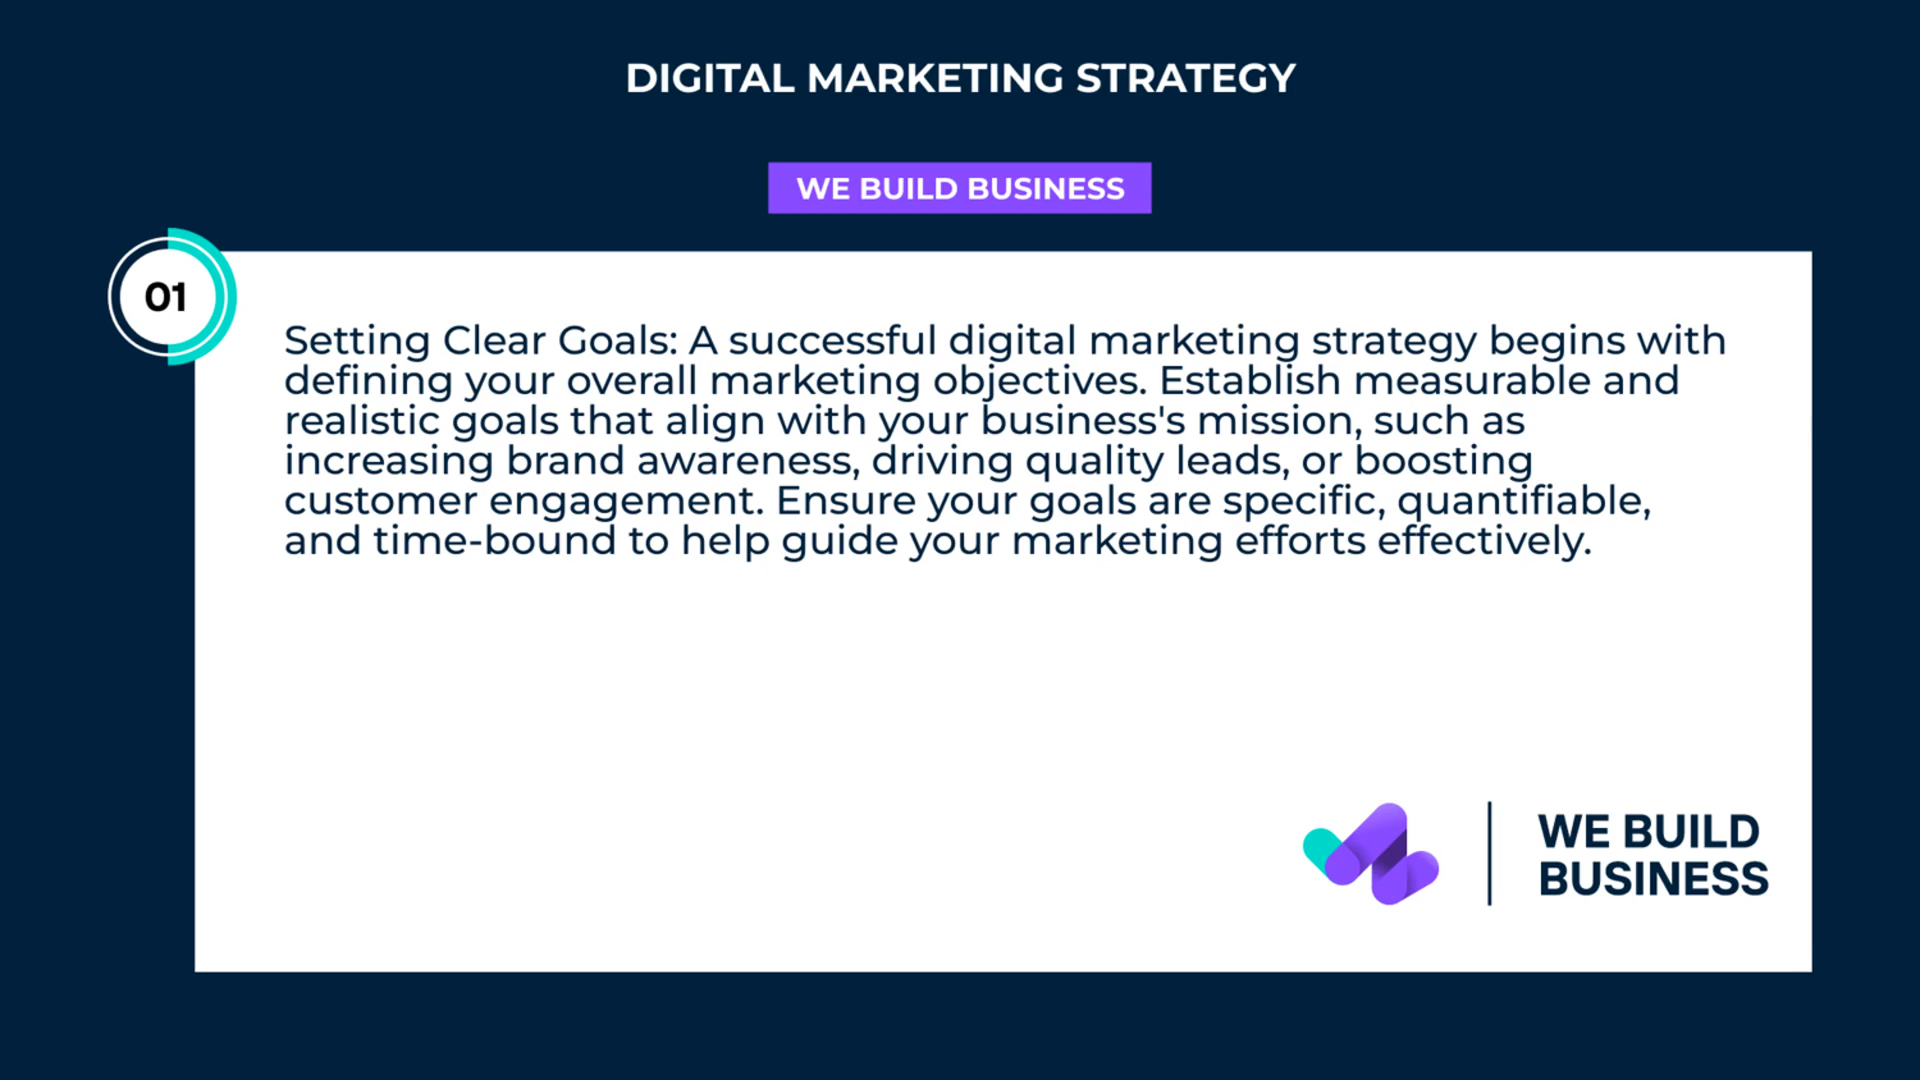 DIGITAL MARKETING STRATEGY
WE BUILD BUSINESS
01
Setting Clear Goals: A successful digital marketing strategy begins with
defining your overall marketing objectives. Establish measurable and
realistic goals that align with your business's mission, such as
increasing brand awareness, driving quality leads, or boosting
customer engagement. Ensure your goals are specific, quantifiable,
and time-bound to help guide your marketing efforts effectively.
WE BUILD
BUSINESS